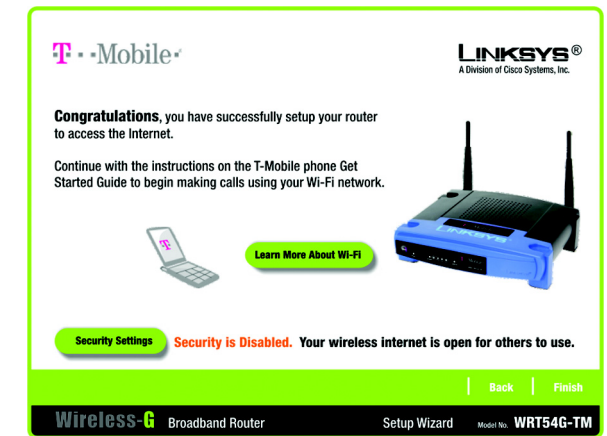 T · · Mobile ·
LINKSYS®
A Division of Cisco Systems, Inc.
Congratulations, you have successfully setup your router
to access the Internet.
Continue with the instructions on the T-Mobile phone Get
Started Guide to begin making calls using your Wi-Fi network.
T
LINKSYS
Learn More About Wi-Fi
Security Settings
Security is Disabled. Your wireless internet is open for others to use.
Back
Finish
Wireless-G Broadband Router
Setup Wizard
Model No. WRT54G-TM